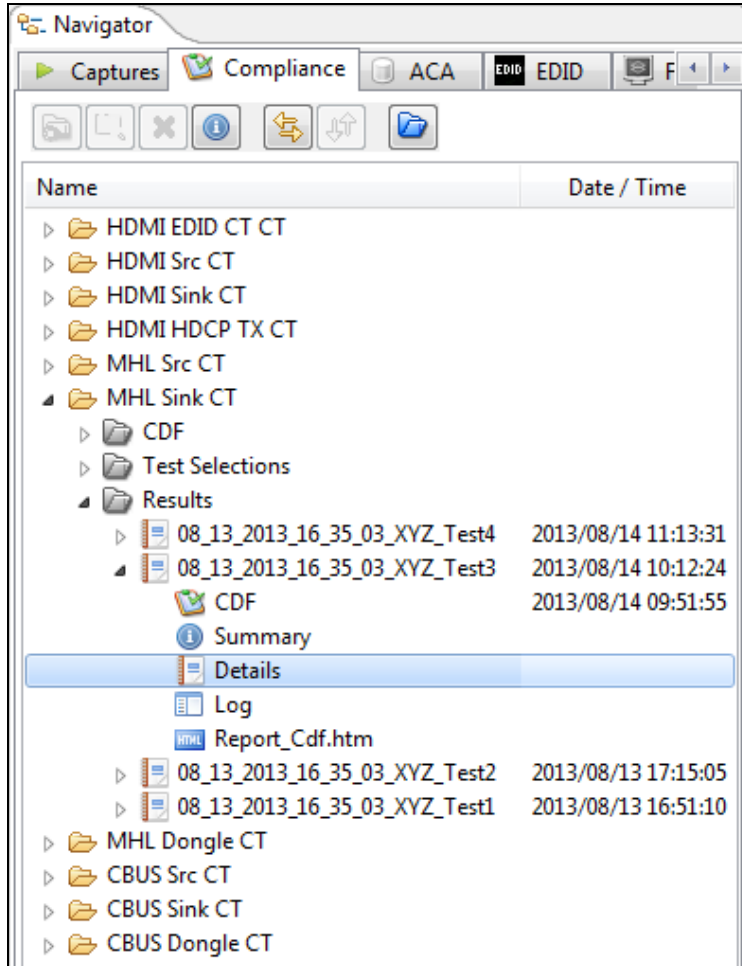 Navigator
Captures Compliance ACA EDID EDID F
Name Date / Time
HDMI EDID CT CT
HDMI Src CT
HDMI Sink CT
HDMI HDCP TX CT
MHL Src CT
MHL Sink CT
CDF
Test Selections
Results
08_13_2013_16_35_03_XYZ_Test4 2013/08/14 11:13:31
08_13_2013_16_35_03_XYZ_Test3 2013/08/14 10:12:24
CDF 2013/08/14 09:51:55
Summary
Details
Log
HTML Report_Cdf.htm
08_13_2013_16_35_03_XYZ_Test2 2013/08/13 17:15:05
08_13_2013_16_35_03_XYZ_Test1 2013/08/13 16:51:10
MHL Dongle CT
CBUS Src CT
CBUS Sink CT
CBUS Dongle CT